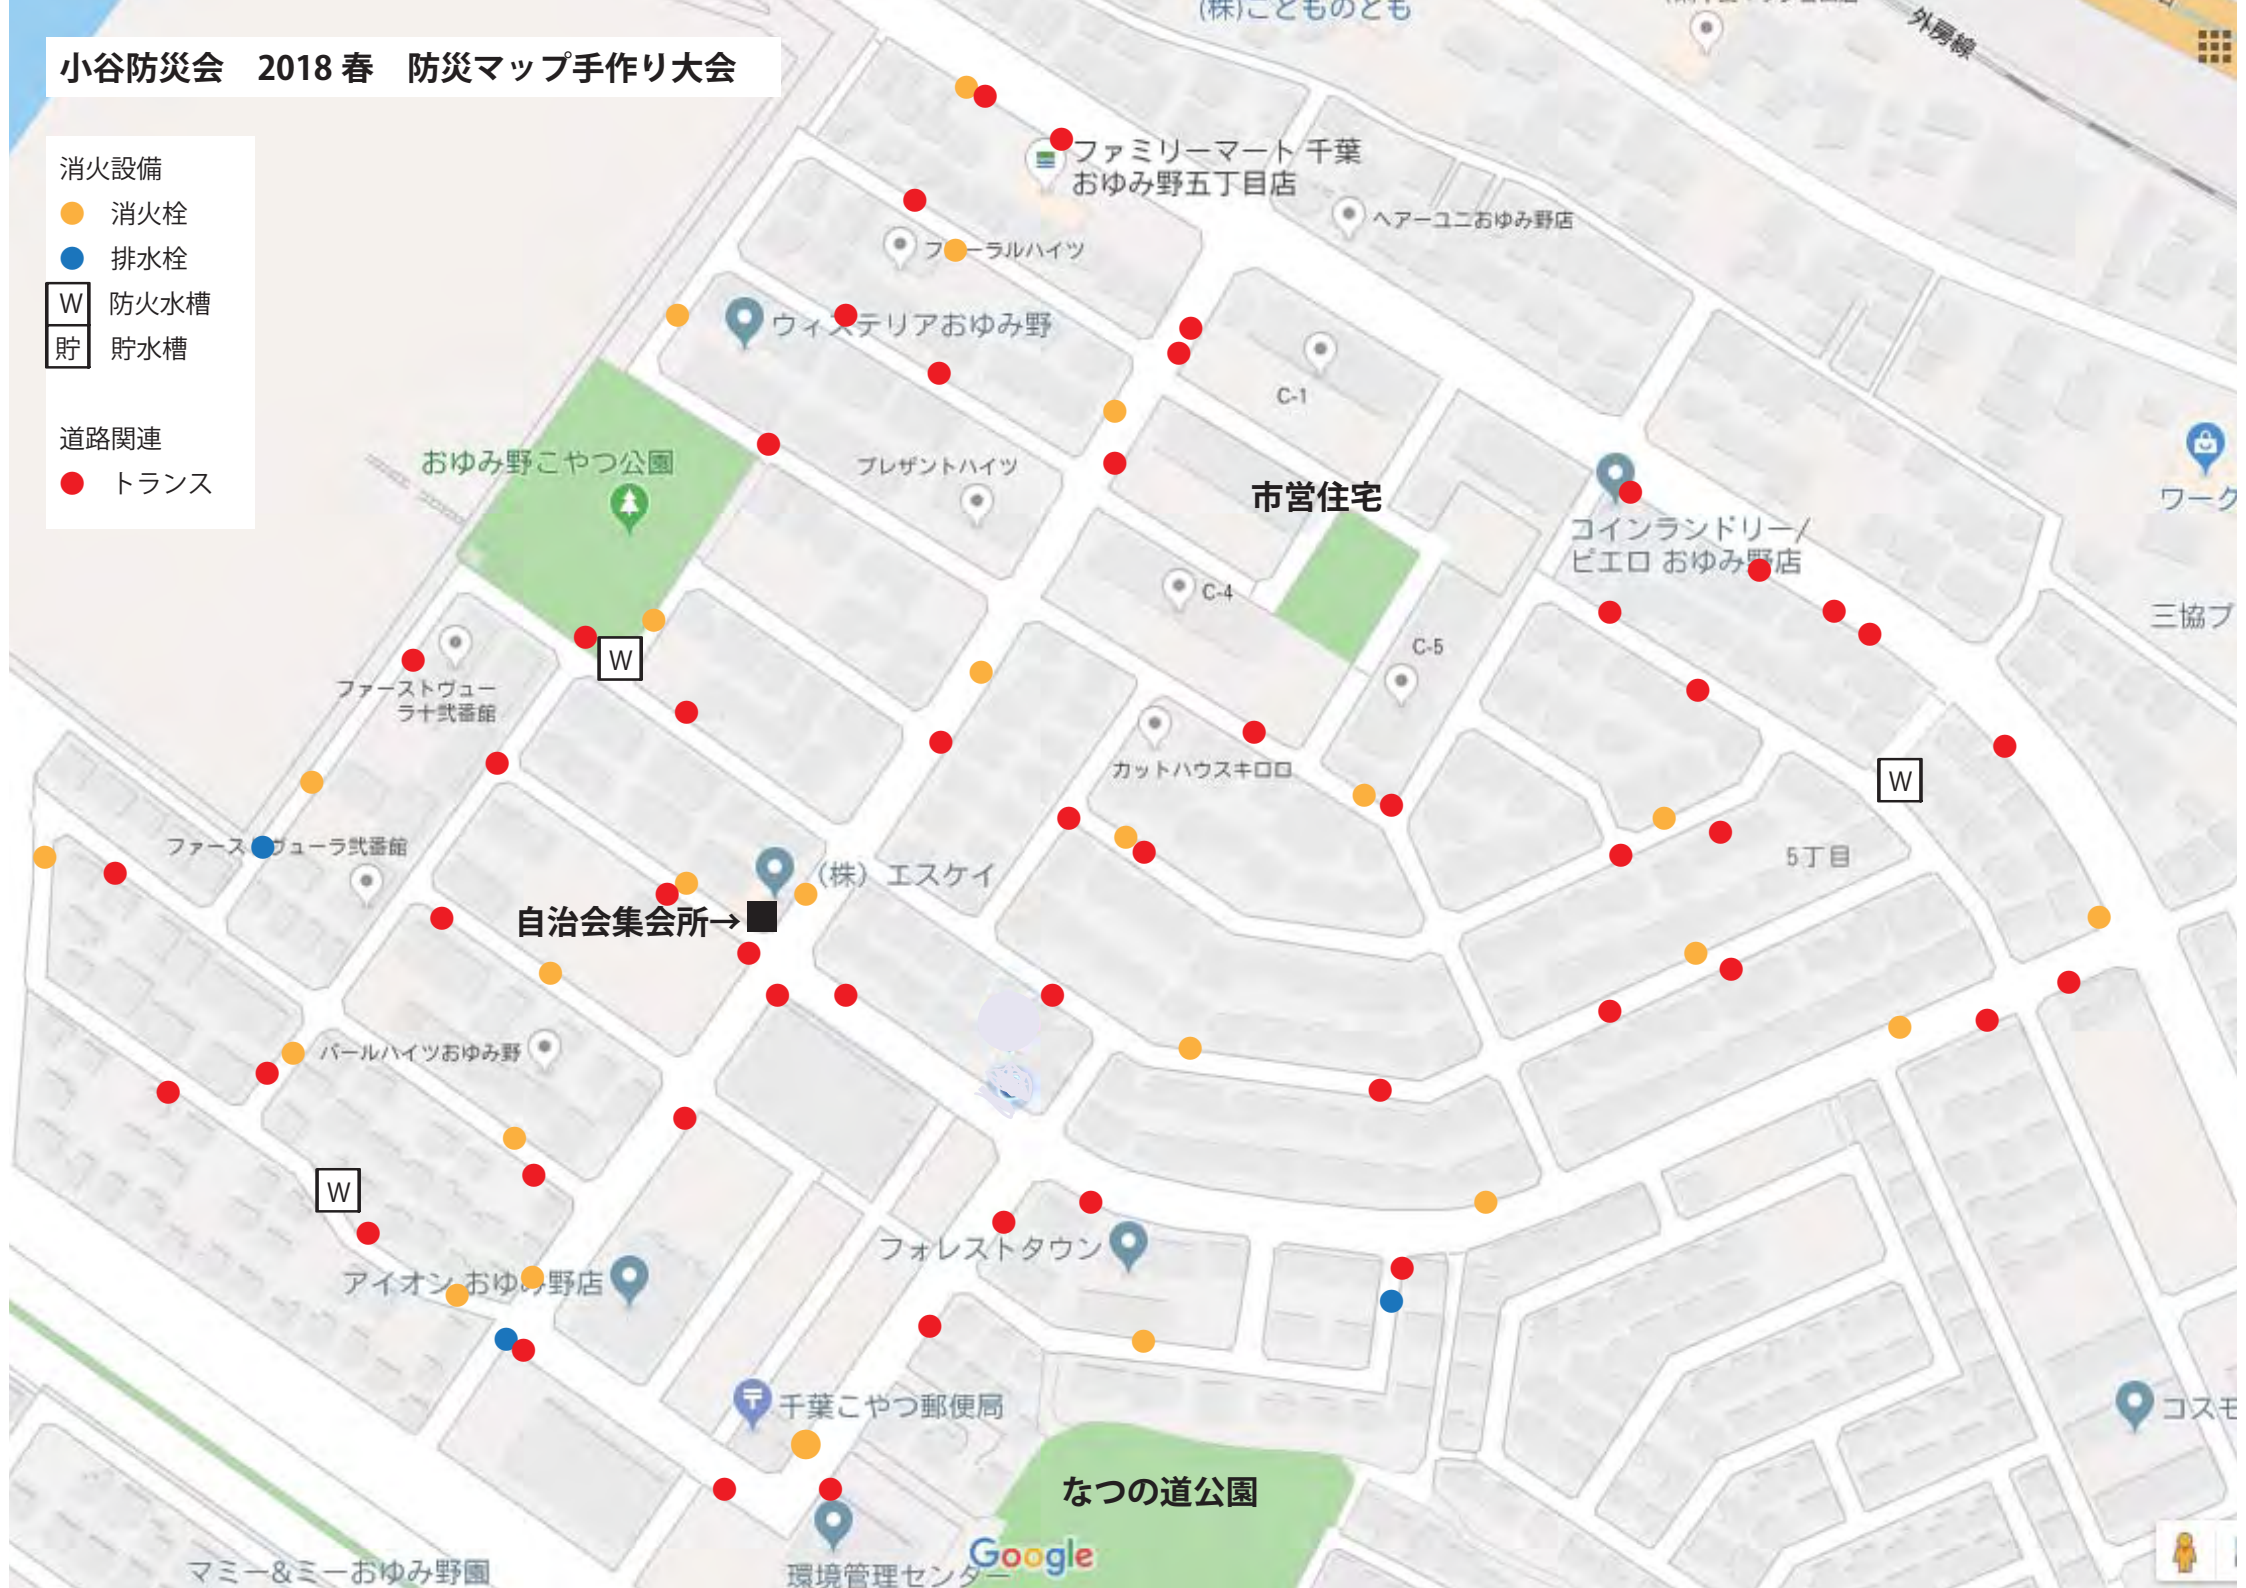 (株)こどものとも
外房線
小谷防災会　2018 春　防災マップ手作り大会
消火設備
消火栓
排水栓
W 防火水槽
貯 貯水槽
道路関連
トランス
ファミリーマート 千葉
おゆみ野五丁目店
ヘアーユニおゆみ野店
フローラルハイツ
ウィステリアおゆみ野
C-1
おゆみ野こやつ公園
プレザントハイツ
市営住宅
ワーク
コインランドリー/
ピエロ おゆみ野店
C-4
三協フ
C-5
W
ファーストヴュー
ラ十弐番館
カットハウスキロロ
W
ファーストヴューラ弐番館
5丁目
(株) エスケイ
自治会集会所→
パールハイツおゆみ野
W
フォレストタウン
アイオン おゆみ野店
千葉こやつ郵便局
コスモ
なつの道公園
Google
マミー&ミーおゆみ野園
環境管理センター